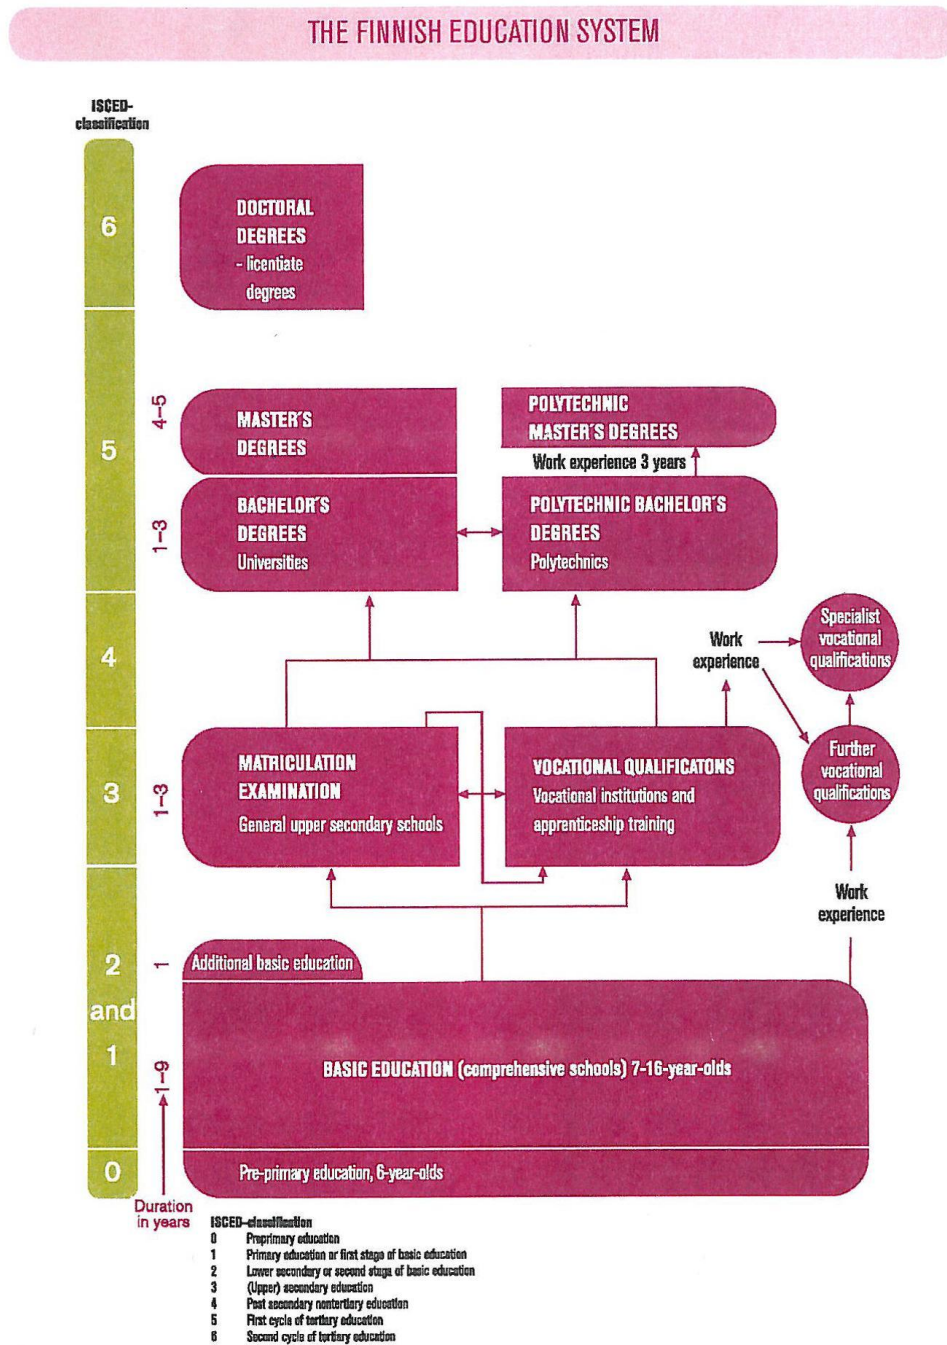 THE FINNISH EDUCATION SYSTEM
ISCED-
classification
6
DOCTORAL
DEGREES
- licentiate
degrees
5
4–5
MASTER´S
DEGREES
POLYTECHNIC
MASTER´S DEGREES
Work experience 3 years
1–3
BACHELOR´S
DEGREES
Universities
POLYTECHNIC BACHELOR´S
DEGREES
Polytechnics
4
Work
experience
Specialist
vocational
qualifications
3
1–3
MATRICULATION
EXAMINATION
General upper secondary schools
VOCATIONAL QUALIFICATONS
Vocational institutions and
apprenticeship training
Further
vocational
qualifications
Work
experience
2
and
1
1
Additional basic education
1–9
BASIC EDUCATION (comprehensive schools) 7-16-year-olds
0
Pre-primary education, 6-year-olds
Duration
in years
ISCED-classification
0 Preprimary education
1 Primary education or first stage of basic education
2 Lower secondary or second stage of basic education
3 (Upper) secondary education
4 Post secondary nontertiary education
5 First cycle of tertiary education
6 Second cycle of tertiary education